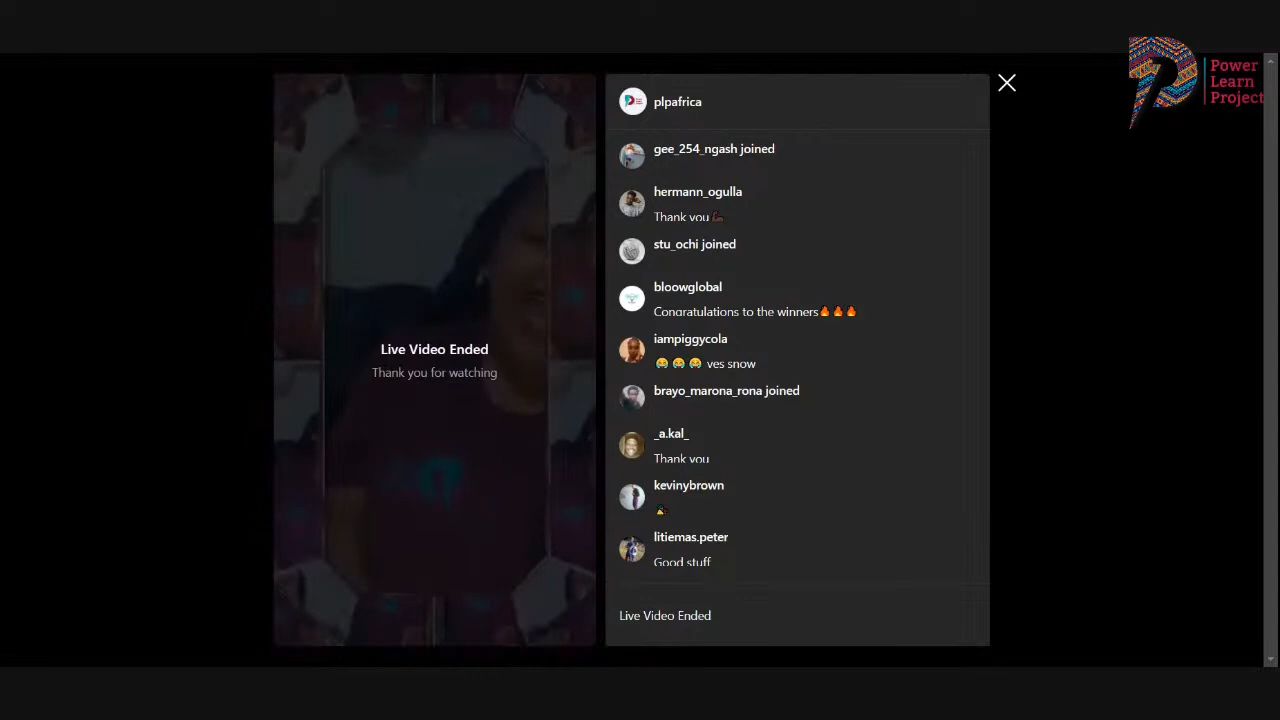 Power
Learn
Project
plpafrica
gee_254_ngash joined
hermann_ogulla
Thank you 💪🏿
stu_ochi joined
bloowglobal
Congratulations to the winners🔥🔥🔥
iampiggycola
😂😂😂 yes snow
brayo_marona_rona joined
_a.kal_
Thank you
kevinybrown
🎉
litiemas.peter
Good stuff
Live Video Ended
Thank you for watching
Live Video Ended